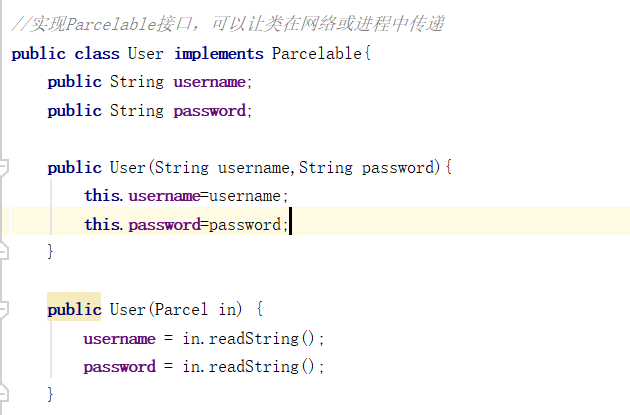 //实现Parcelable接口，可以让类在网络或进程中传递
public class User implements Parcelable{
    public String username;
    public String password;

    public User(String username,String password){
        this.username=username;
        this.password=password;
    }

    public User(Parcel in) {
        username = in.readString();
        password = in.readString();
    }